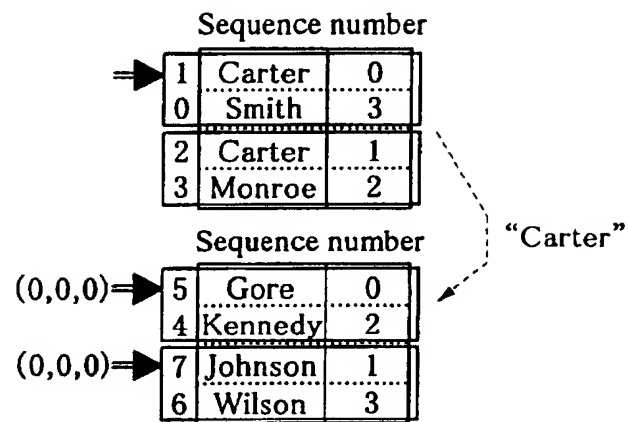 Sequence number
1 Carter 0
0 Smith 3
2 Carter 1
3 Monroe 2
"Carter"
Sequence number
(0,0,0) 5 Gore 0
4 Kennedy 2
(0,0,0) 7 Johnson 1
6 Wilson 3